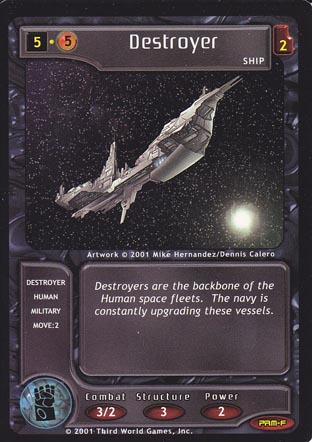 5 • 5
Destroyer
2
SHIP
Artwork © 2001 Mike Hernandez/Dennis Calero
DESTROYER
HUMAN
MILITARY
MOVE:2
Destroyers are the backbone of the
Human space fleets. The navy is
constantly upgrading these vessels.
Combat Structure Power
3/2 3 2
PRM-F
© 2001 Third World Games, Inc.